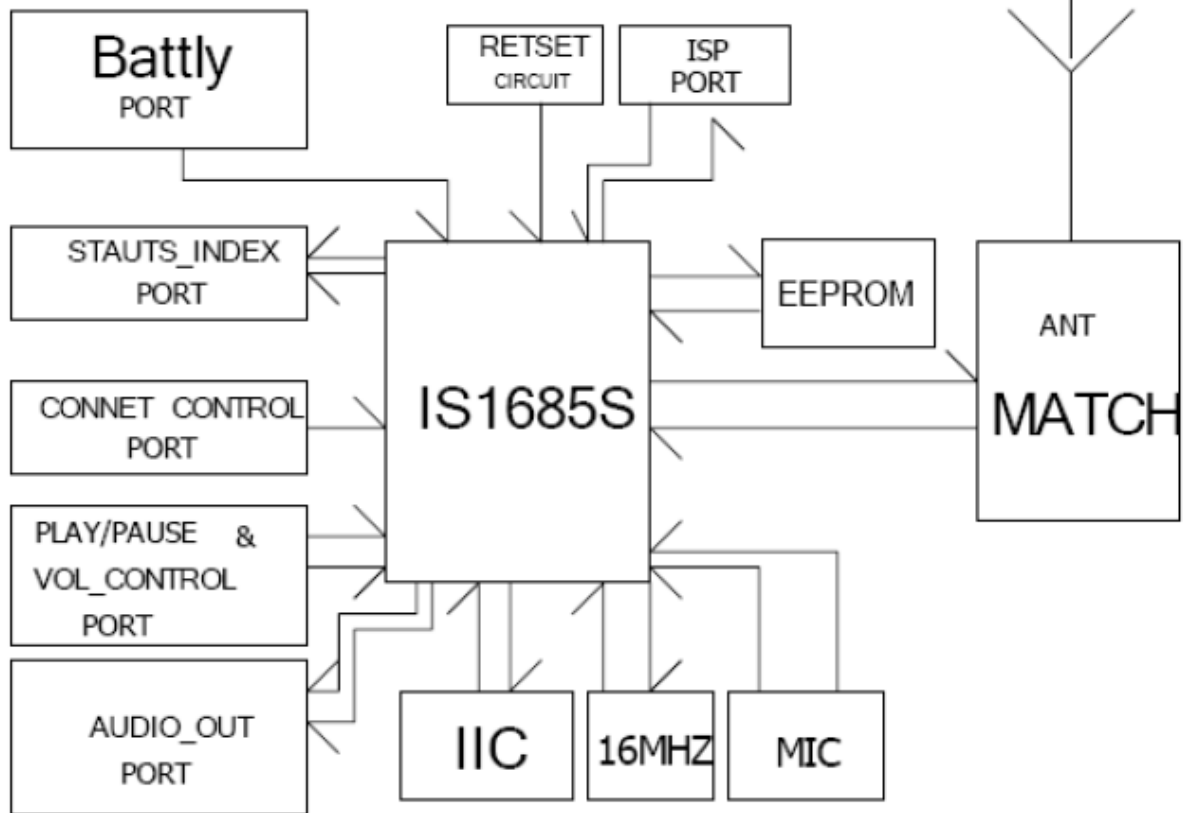 Battly
PORT
RETSET
CIRCUIT
ISP
PORT
STAUTS_INDEX
PORT
EEPROM
ANT
MATCH
IS1685S
CONNET CONTROL
PORT
PLAY/PAUSE &
VOL_CONTROL
PORT
AUDIO_OUT
PORT
IIC
16MHZ
MIC